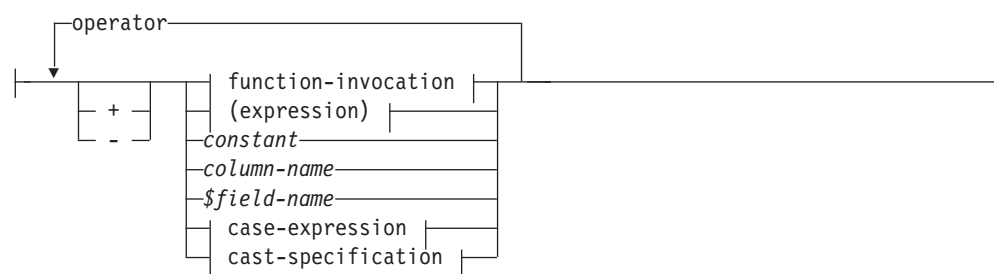 operator
function-invocation
+ (expression)
- constant
column-name
$field-name
case-expression
cast-specification